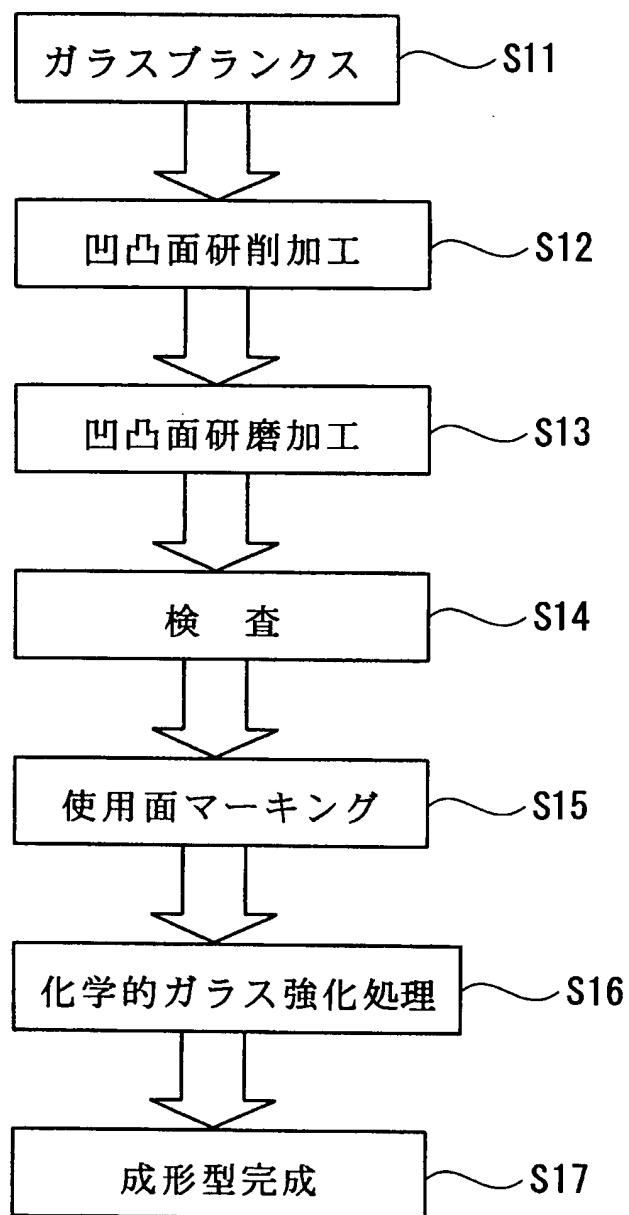 ガラスブランクス S11
凹凸面研削加工 S12
凹凸面研磨加工 S13
検 査 S14
使用面マーキング S15
化学的ガラス強化処理 S16
成形型完成 S17